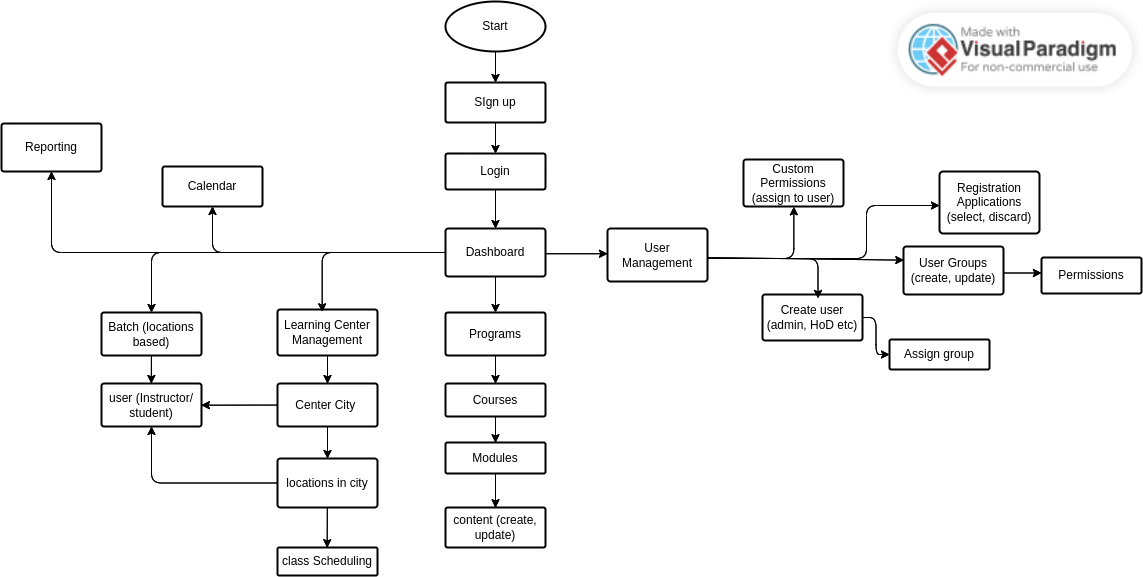 Start
Made with
Visual Paradigm
For non-commercial use
SIgn up
Reporting
Login
Calendar
Custom
Permissions
(assign to user)
Registration
Applications
(select, discard)
Dashboard
User
Management
User Groups
(create, update)
Permissions
Batch (locations
based)
Learning Center
Management
Programs
Create user
(admin, HoD etc)
Assign group
user (Instructor/
student)
Center City
Courses
Modules
locations in city
content (create,
update)
class Scheduling